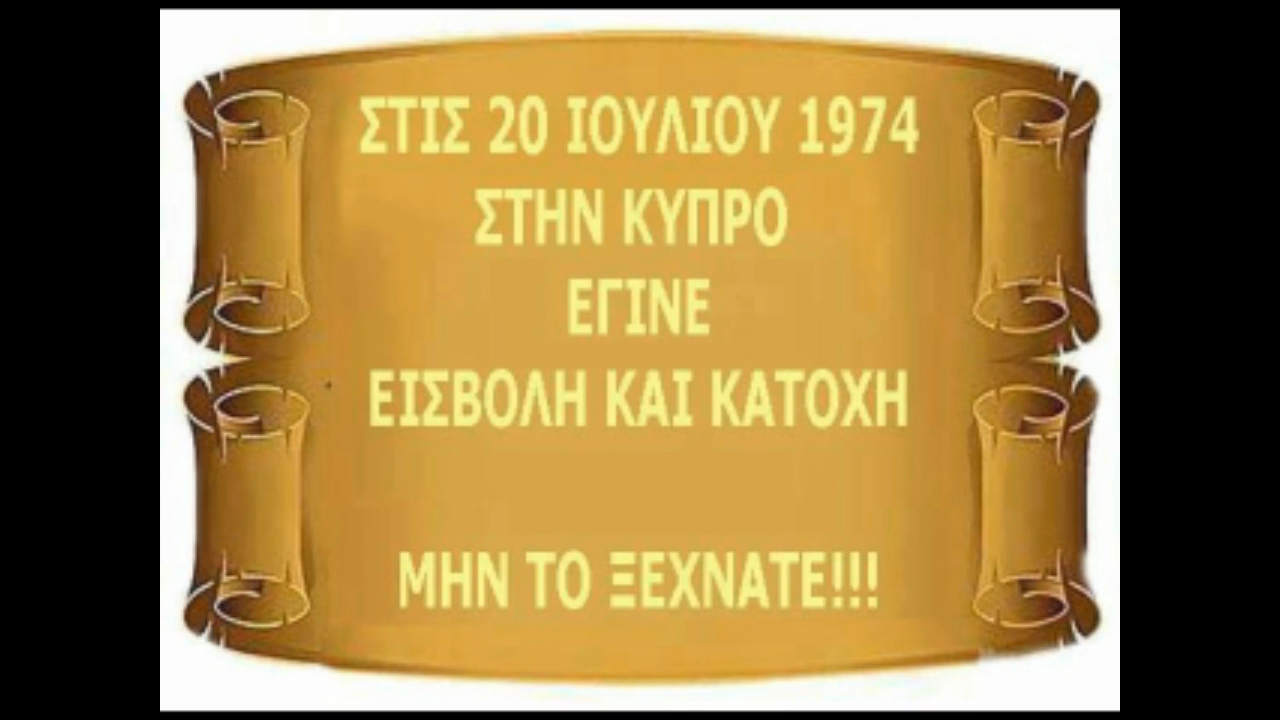 ΣΤΙΣ 20 ΙΟΥΛΙΟΥ 1974
ΣΤΗΝ ΚΥΠΡΟ
ΕΓΙΝΕ
ΕΙΣΒΟΛΗ ΚΑΙ ΚΑΤΟΧΗ
ΜΗΝ ΤΟ ΞΕΧΝΑΤΕ!!!